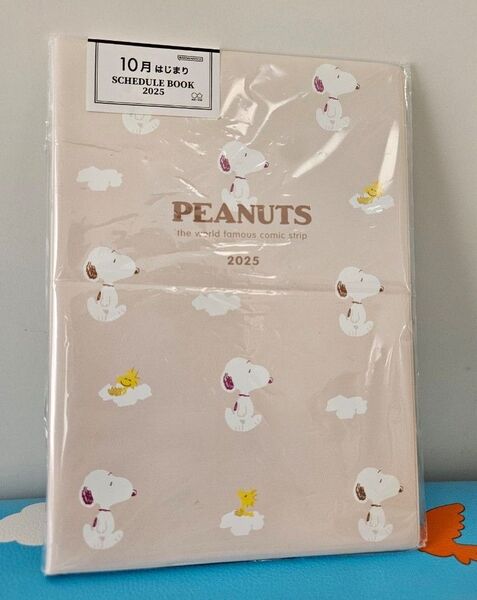 10月はじまり
SCHEDULE BOOK
2025
PEANUTS
the world famous comic strip
2025